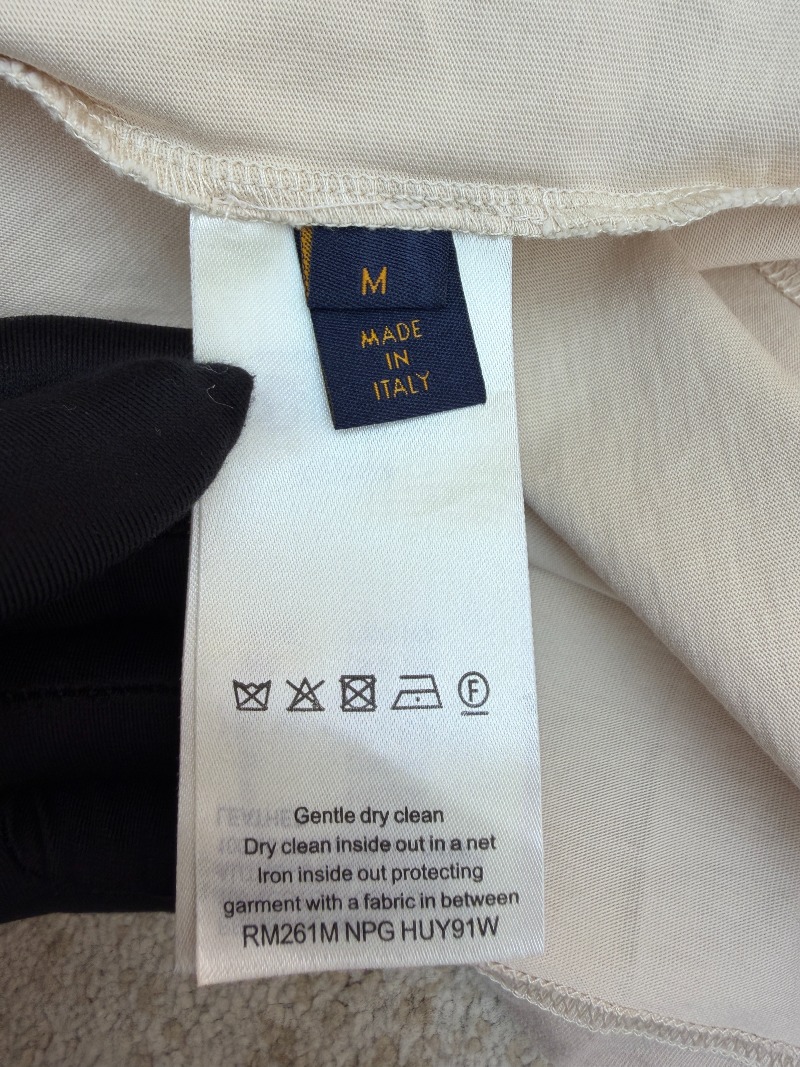 M
MADE
IN
ITALY
F
Gentle dry clean
Dry clean inside out in a net
Iron inside out protecting
garment with a fabric in between
RM261M NPG HUY91W